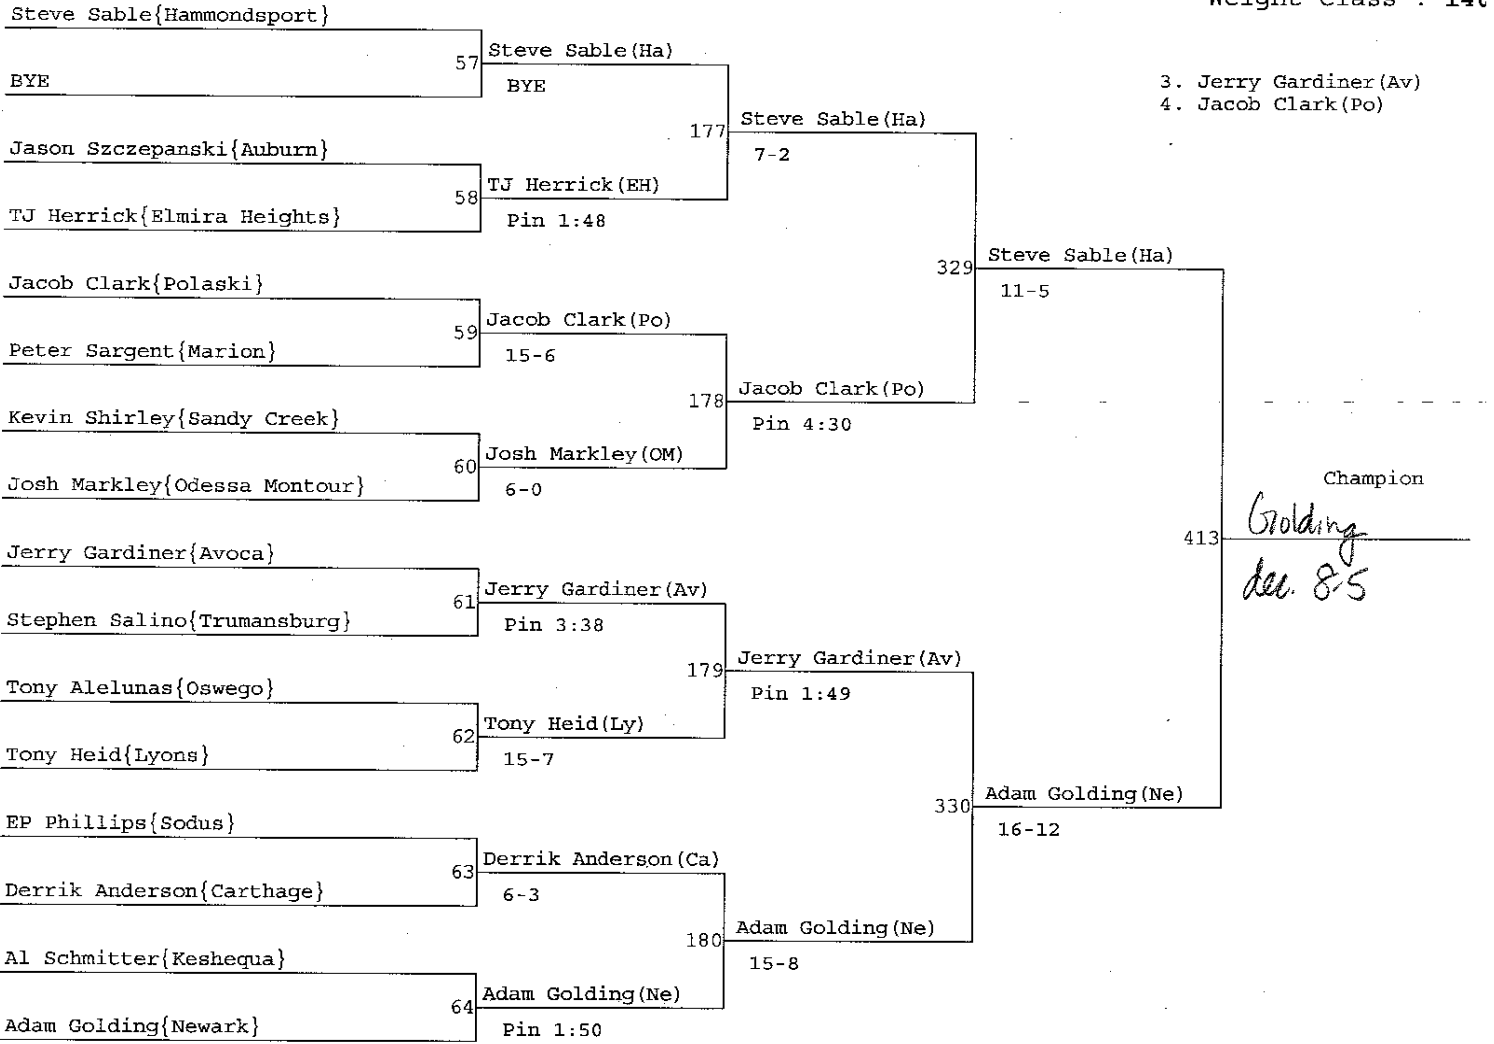 Steve Sable{Hammondsport}
BYE
Jason Szczepanski{Auburn}
TJ Herrick{Elmira Heights}
Jacob Clark{Polaski}
Peter Sargent{Marion}
Kevin Shirley{Sandy Creek}
Josh Markley{Odessa Montour}
Jerry Gardiner{Avoca}
Stephen Salino{Trumansburg}
Tony Alelunas{Oswego}
Tony Heid{Lyons}
EP Phillips{Sodus}
Derrik Anderson{Carthage}
Al Schmitter{Keshequa}
Adam Golding{Newark}
57
Steve Sable(Ha)
BYE
58
TJ Herrick(EH)
Pin 1:48
59
Jacob Clark(Po)
15-6
60
Josh Markley(OM)
6-0
61
Jerry Gardiner(Av)
Pin 3:38
62
Tony Heid(Ly)
15-7
63
Derrik Anderson(Ca)
6-3
64
Adam Golding(Ne)
Pin 1:50
177
Steve Sable(Ha)
7-2
178
Jacob Clark(Po)
Pin 4:30
179
Jerry Gardiner(Av)
Pin 1:49
180
Adam Golding(Ne)
15-8
329
Steve Sable(Ha)
11-5
330
Adam Golding(Ne)
16-12
Weight Class :
3. Jerry Gardiner(Av)
4. Jacob Clark(Po)
Champion
413
Golding
dec. 8-5